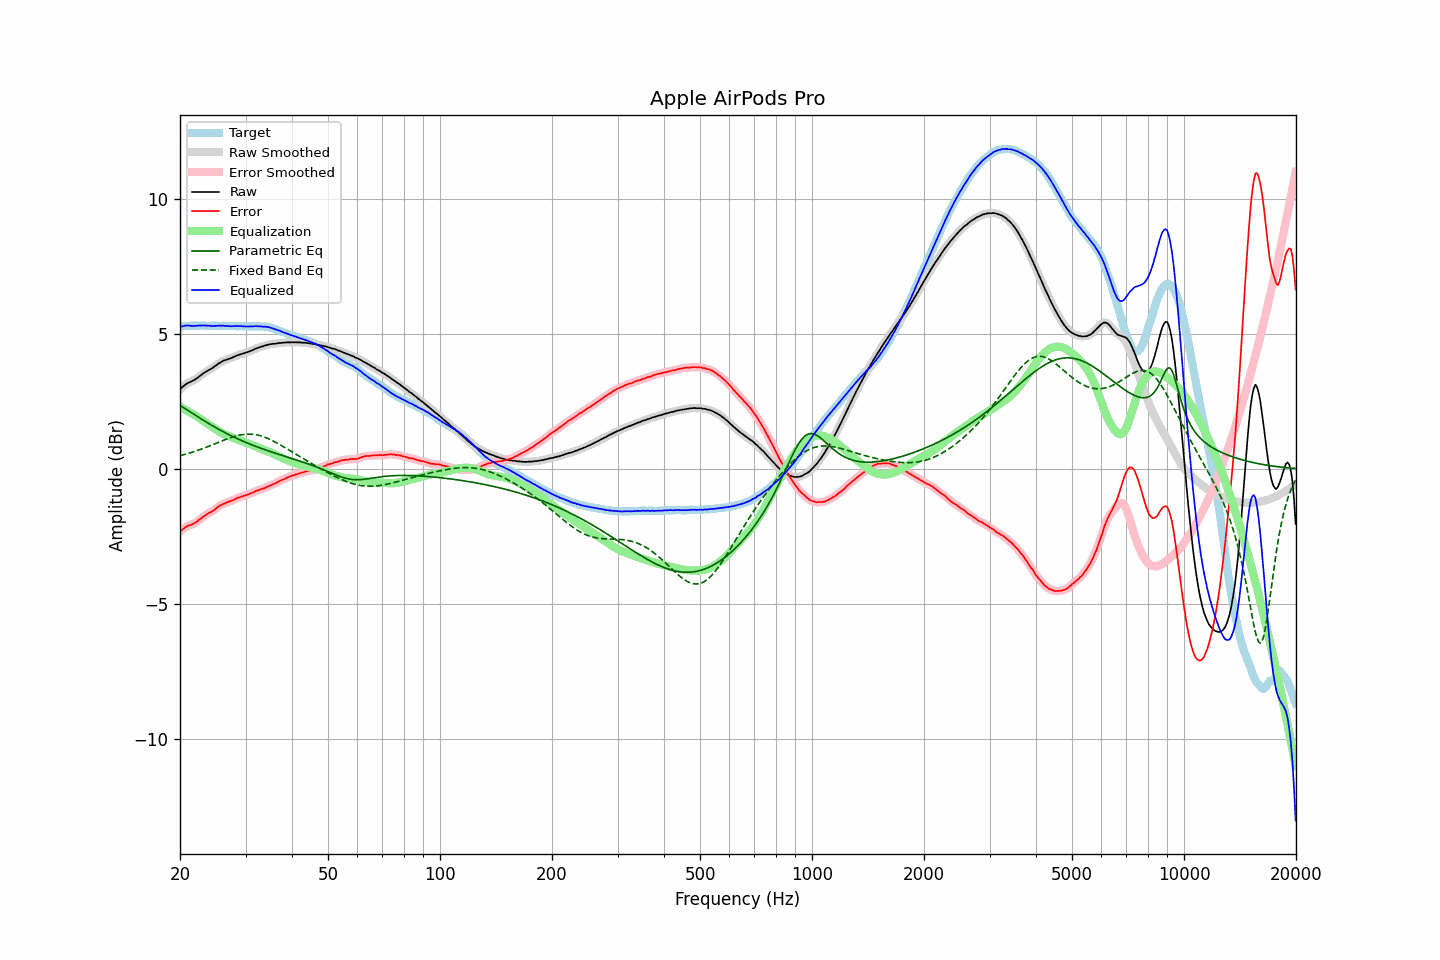 Apple AirPods Pro
Target
Raw Smoothed
Error Smoothed
Raw
Error
Equalization
Parametric Eq
Fixed Band Eq
Equalized
Amplitude (dBr)
10
5
0
−5
−10
20
50
100
200
500
1000
2000
5000
10000
20000
Frequency (Hz)